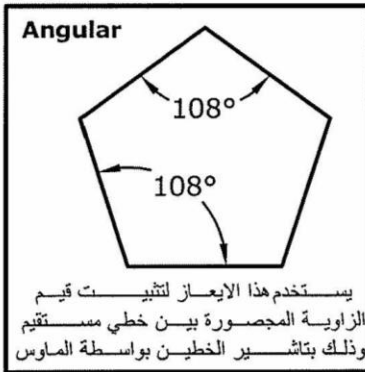 Angular
108°
108°
يستخدم هذا الايعاز لتثبيت قيم
الزاوية المحصورة بين خطي مستقيم
وذلك بتاشير الخطين بواسطة الماوس